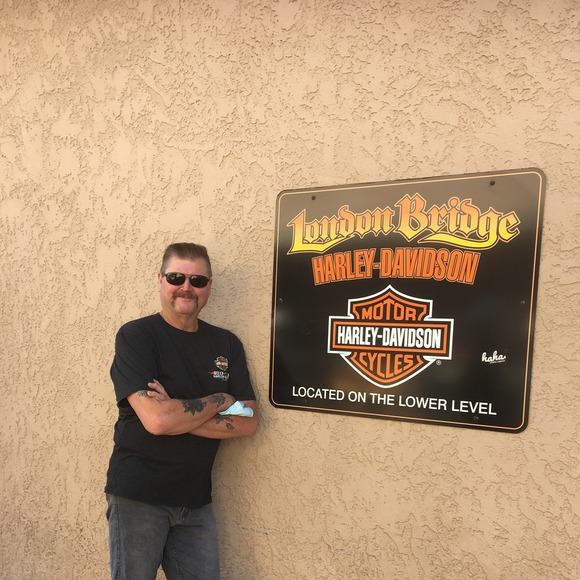 London Bridge
HARLEY-DAVIDSON
MOTOR
HARLEY-DAVIDSON
®
CYCLES
haha
LOCATED ON THE LOWER LEVEL